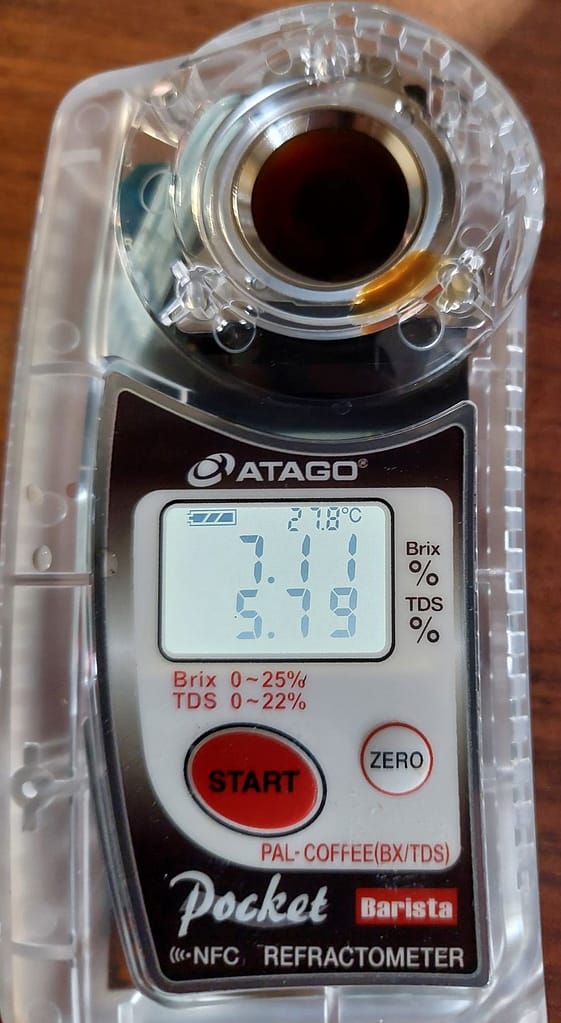 ATAGO®
27.8°C
7.11 Brix %
5.79 TDS %
Brix 0~25%
TDS 0~22%
START
ZERO
PAL-COFFEE(BX/TDS)
Pocket Barista
NFC REFRACTOMETER